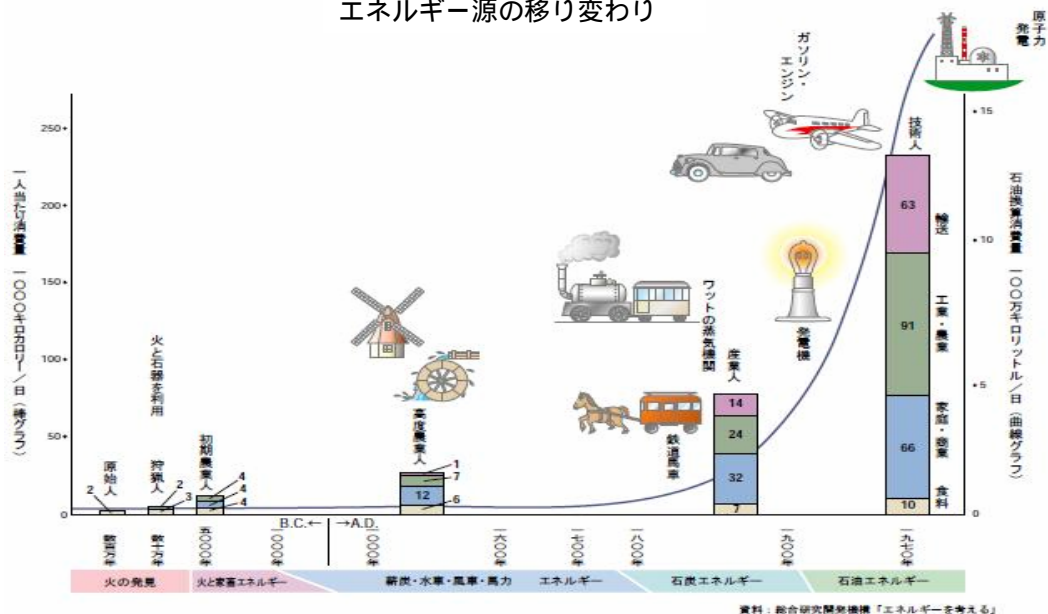 エネルギー源の移り変わり
原子力
発電
ガソリン・
エンジン
技術人
一人当たり消費量 一〇〇〇キロカロリー/日(棒グラフ)
石油換算消費量 一〇〇万キロリットル/日(曲線グラフ)
250
200
150
100
50
0
15
10
5
0
63
輸送
91
工業・農業
66
家庭・商業
10
食料
発電機
ワットの蒸気機関
産業人
14
24
32
7
鉄道馬車
高度農業人
1
7
12
6
火と石器を利用
初期農業人
4
4
4
狩猟人
2
3
原始人
2
B.C.← →A.D.
数百万年
数十万年
五〇〇〇年
一〇〇〇年
一〇〇〇年
一六〇〇年
一七〇〇年
一八〇〇年
一九〇〇年
一九七〇年
火の発見
火と家畜エネルギー
薪炭・水車・風車・馬力 エネルギー
石炭エネルギー
石油エネルギー
資料:総合研究開発機構『エネルギーを考える』